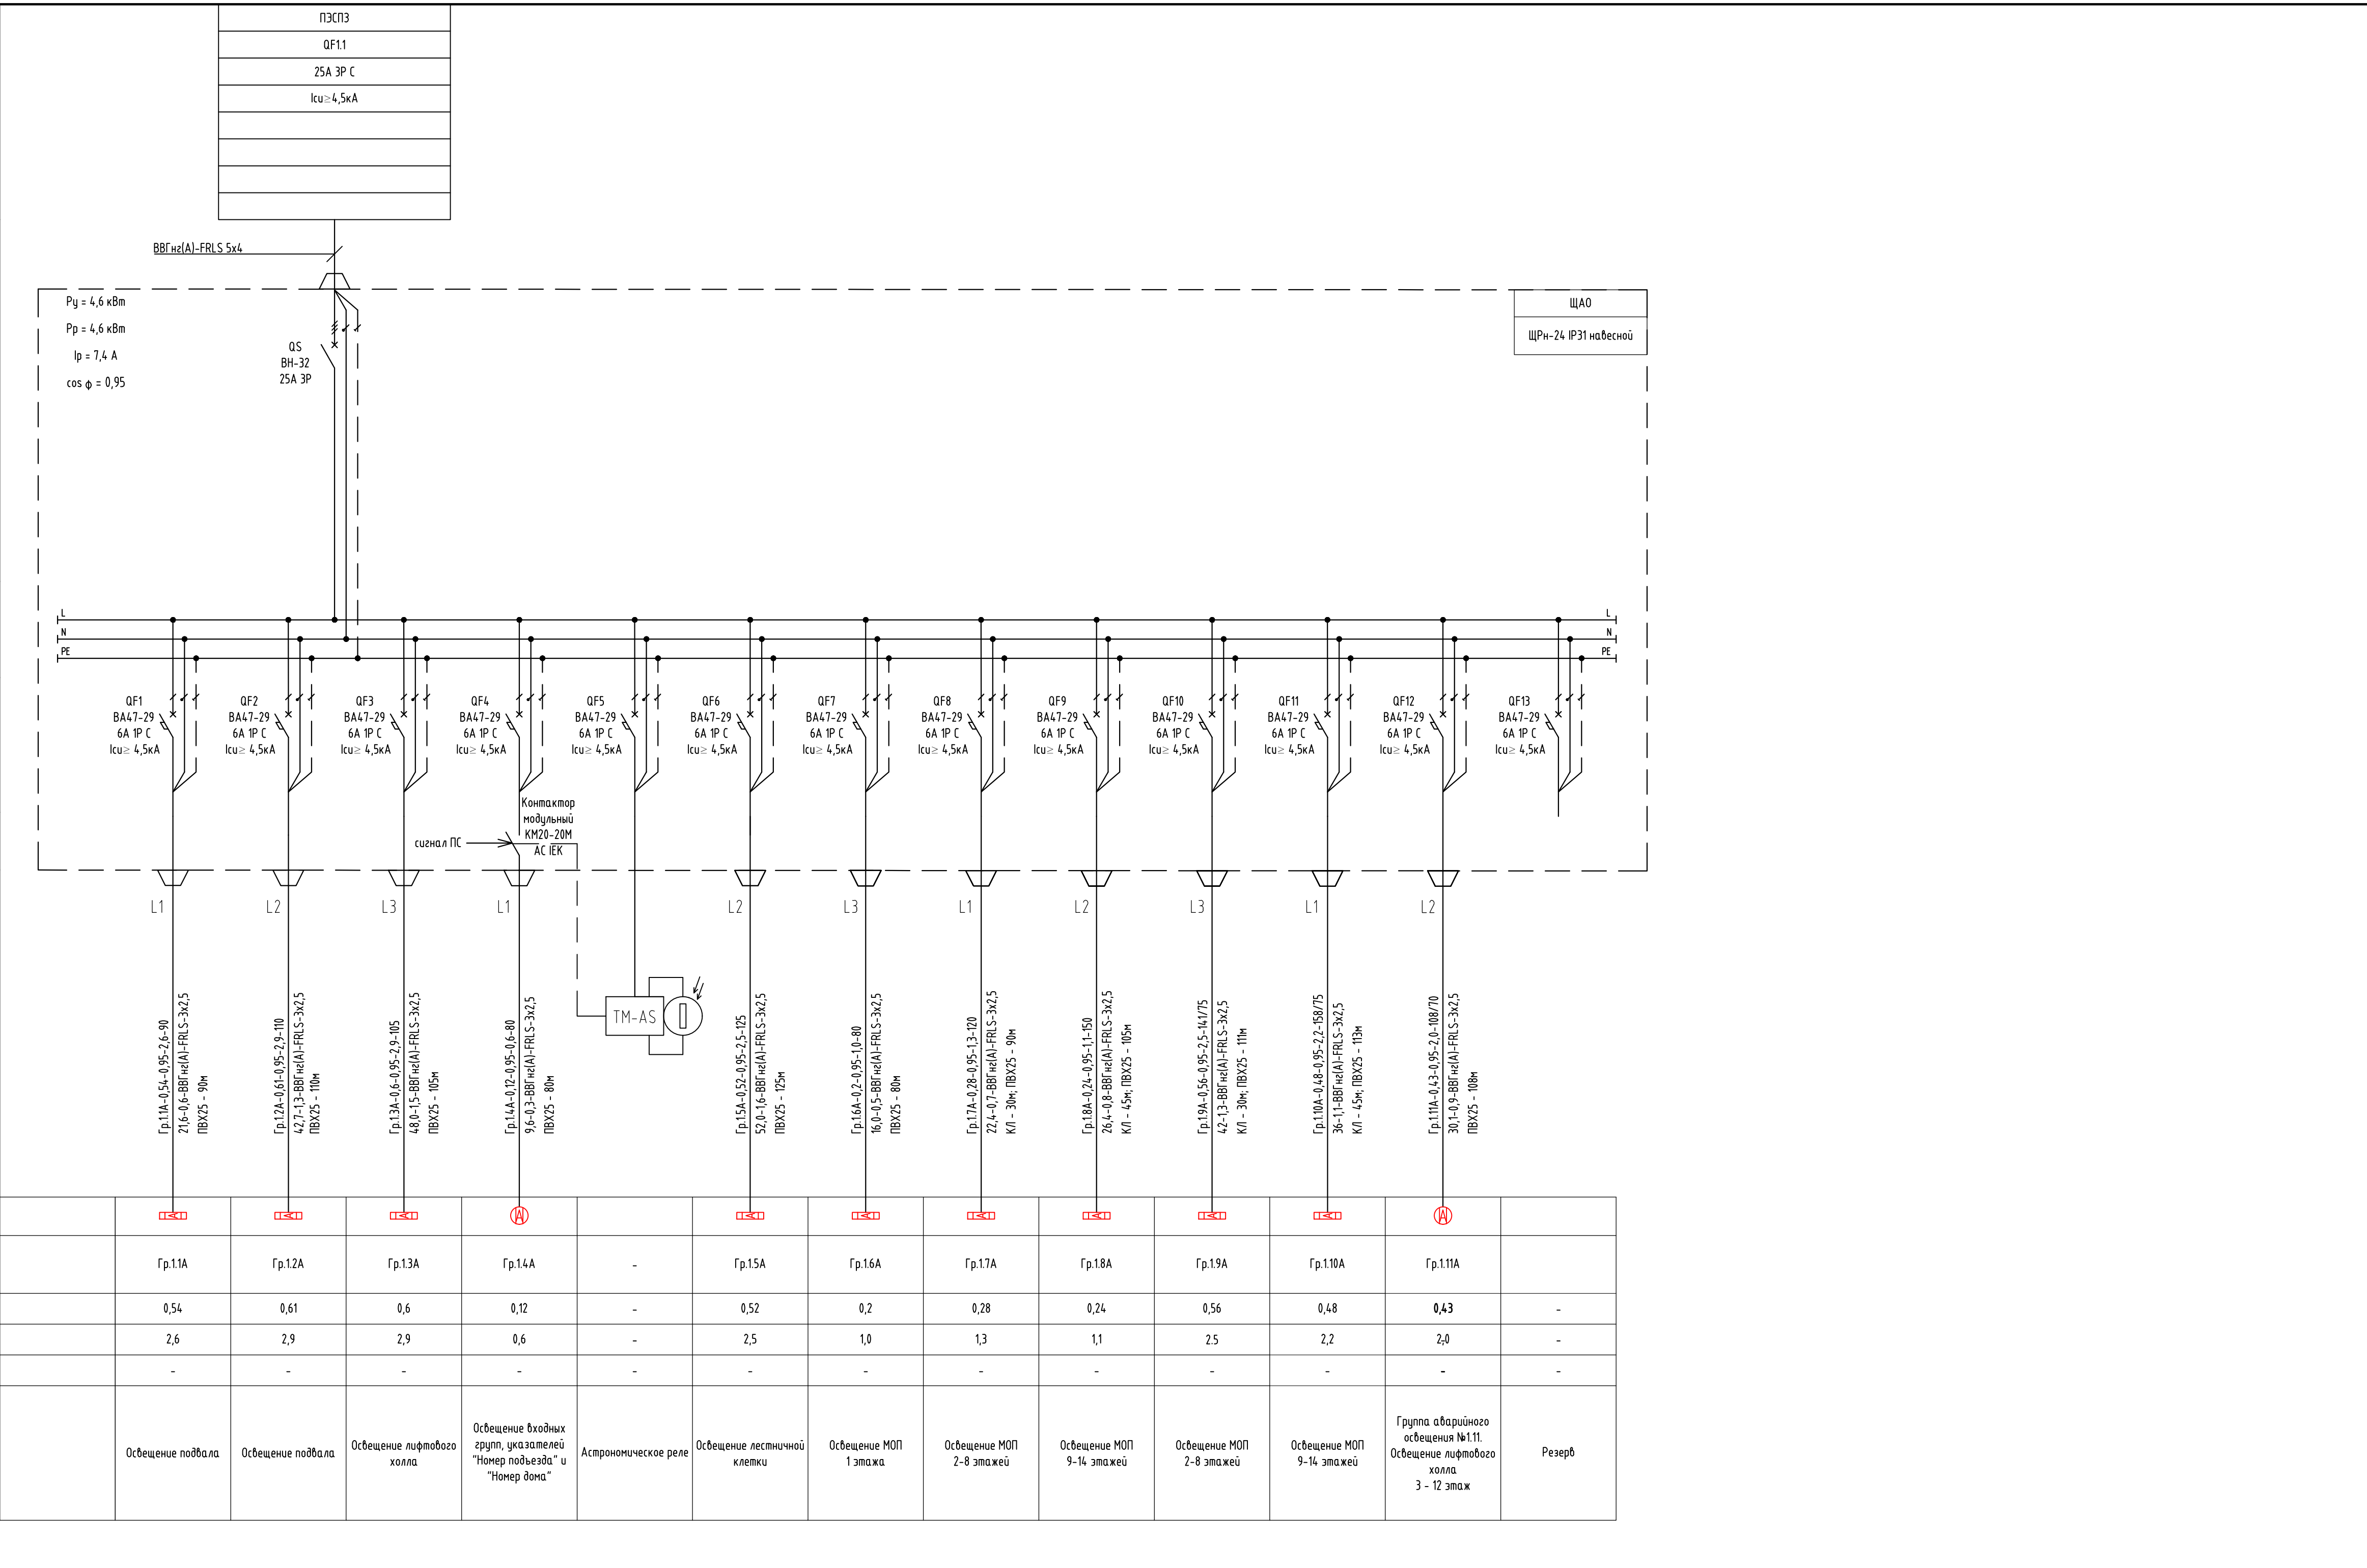 ПЭСПЗ
QF1.1
25А 3Р С
Icu≥4,5кА
ВВГнг(А)-FRLS 5х4
Ру = 4,6 кВт
Рр = 4,6 кВт
Iр = 7,4 А
cos φ = 0,95
QS
ВН-32
25А 3Р
ЩАО
ЩРн-24 IP31 навесной
L L
N N
PE PE
QF1
ВА47-29
6А 1Р С
Icu≥ 4,5кА
QF2
ВА47-29
6А 1Р С
Icu≥ 4,5кА
QF3
ВА47-29
6А 1Р С
Icu≥ 4,5кА
QF4
ВА47-29
6А 1Р С
Icu≥ 4,5кА
QF5
ВА47-29
6А 1Р С
Icu≥ 4,5кА
QF6
ВА47-29
6А 1Р С
Icu≥ 4,5кА
QF7
ВА47-29
6А 1Р С
Icu≥ 4,5кА
QF8
ВА47-29
6А 1Р С
Icu≥ 4,5кА
QF9
ВА47-29
6А 1Р С
Icu≥ 4,5кА
QF10
ВА47-29
6А 1Р С
Icu≥ 4,5кА
QF11
ВА47-29
6А 1Р С
Icu≥ 4,5кА
QF12
ВА47-29
6А 1Р С
Icu≥ 4,5кА
QF13
ВА47-29
6А 1Р С
Icu≥ 4,5кА
Контактор
модульный
КМ20-20М
AC IEK
сигнал ПС
L1 L2 L3 L1 L2 L3 L1 L2 L3 L1 L2
TM-AS
Гр.1.1А-0,54-0,95-2,6-90
21,6-0,6-ВВГнг(А)-FRLS-3х2,5
ПВХ25 - 90м
Гр.1.2А-0,61-0,95-2,9-110
42,7-1,3-ВВГнг(А)-FRLS-3х2,5
ПВХ25 - 110м
Гр.1.3А-0,6-0,95-2,9-105
48,0-1,5-ВВГнг(А)-FRLS-3х2,5
ПВХ25 - 105м
Гр.1.4А-0,12-0,95-0,6-80
9,6-0,3-ВВГнг(А)-FRLS-3х2,5
ПВХ25 - 80м
Гр.1.5А-0,52-0,95-2,5-125
52,0-1,6-ВВГнг(А)-FRLS-3х2,5
ПВХ25 - 125м
Гр.1.6А-0,2-0,95-1,0-80
16,0-0,5-ВВГнг(А)-FRLS-3х2,5
ПВХ25 - 80м
Гр.1.7А-0,28-0,95-1,3-120
22,4-0,7-ВВГнг(А)-FRLS-3х2,5
КЛ - 30м; ПВХ25 - 90м
Гр.1.8А-0,24-0,95-1,1-150
26,4-0,8-ВВГнг(А)-FRLS-3х2,5
КЛ - 45м; ПВХ25 - 105м
Гр.1.9А-0,56-0,95-2,5-141/75
42-1,3-ВВГнг(А)-FRLS-3х2,5
КЛ - 30м; ПВХ25 - 111м
Гр.1.10А-0,48-0,95-2,2-158/75
36-1,1-ВВГнг(А)-FRLS-3х2,5
КЛ - 45м; ПВХ25 - 113м
Гр.1.11А-0,43-0,95-2,0-108/70
30,1-0,9-ВВГнг(А)-FRLS-3х2,5
ПВХ25 - 108м
А А А А А А А А А А А
Гр.1.1А Гр.1.2А Гр.1.3А Гр.1.4А - Гр.1.5А Гр.1.6А Гр.1.7А Гр.1.8А Гр.1.9А Гр.1.10А Гр.1.11А
0,54 0,61 0,6 0,12 - 0,52 0,2 0,28 0,24 0,56 0,48 0,43 -
2,6 2,9 2,9 0,6 - 2,5 1,0 1,3 1,1 2.5 2,2 2,0 -
- - - - - - - - - - - - -
Освещение подвала
Освещение подвала
Освещение лифтового
холла
Освещение входных
групп, указателей
"Номер подъезда" и
"Номер дома"
Астрономическое реле
Освещение лестничной
клетки
Освещение МОП
1 этажа
Освещение МОП
2-8 этажей
Освещение МОП
9-14 этажей
Освещение МОП
2-8 этажей
Освещение МОП
9-14 этажей
Группа аварийного
освещения №1.11.
Освещение лифтового
холла
3 - 12 этаж
Резерв